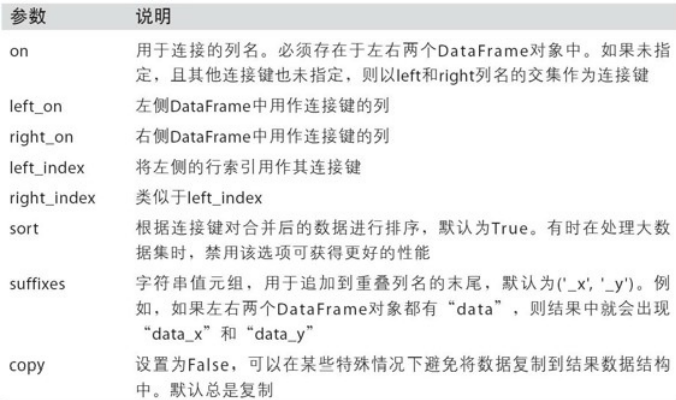 参数 说明
on 用于连接的列名。必须存在于左右两个DataFrame对象中。如果未指
定，且其他连接键也未指定，则以left和right列名的交集作为连接键
left_on 左侧DataFrame中用作连接键的列
right_on 右侧DataFrame中用作连接键的列
left_index 将左侧的行索引用作其连接键
right_index 类似于left_index
sort 根据连接键对合并后的数据进行排序，默认为True。有时在处理大数
据集时，禁用该选项可获得更好的性能
suffixes 字符串值元组，用于追加到重叠列名的末尾，默认为('_x', '_y')。例
如，如果左右两个DataFrame对象都有“data”，则结果中就会出现
“data_x”和“data_y”
copy 设置为False，可以在某些特殊情况下避免将数据复制到结果数据结构
中。默认总是复制